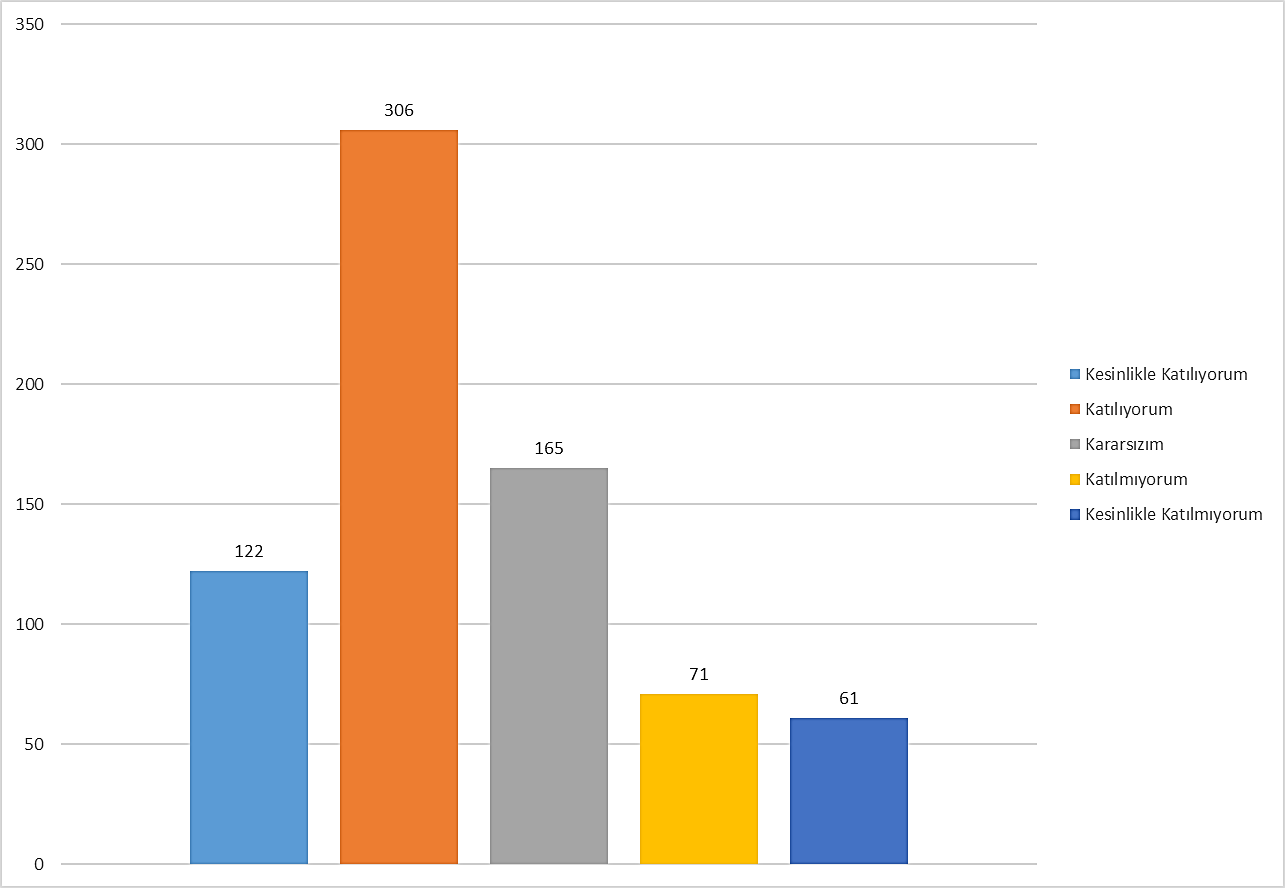 350
300
250
200
150
100
50
0
122
306
165
71
61
Kesinlikle Katılıyorum
Katılıyorum
Kararsızım
Katılmıyorum
Kesinlikle Katılmıyorum